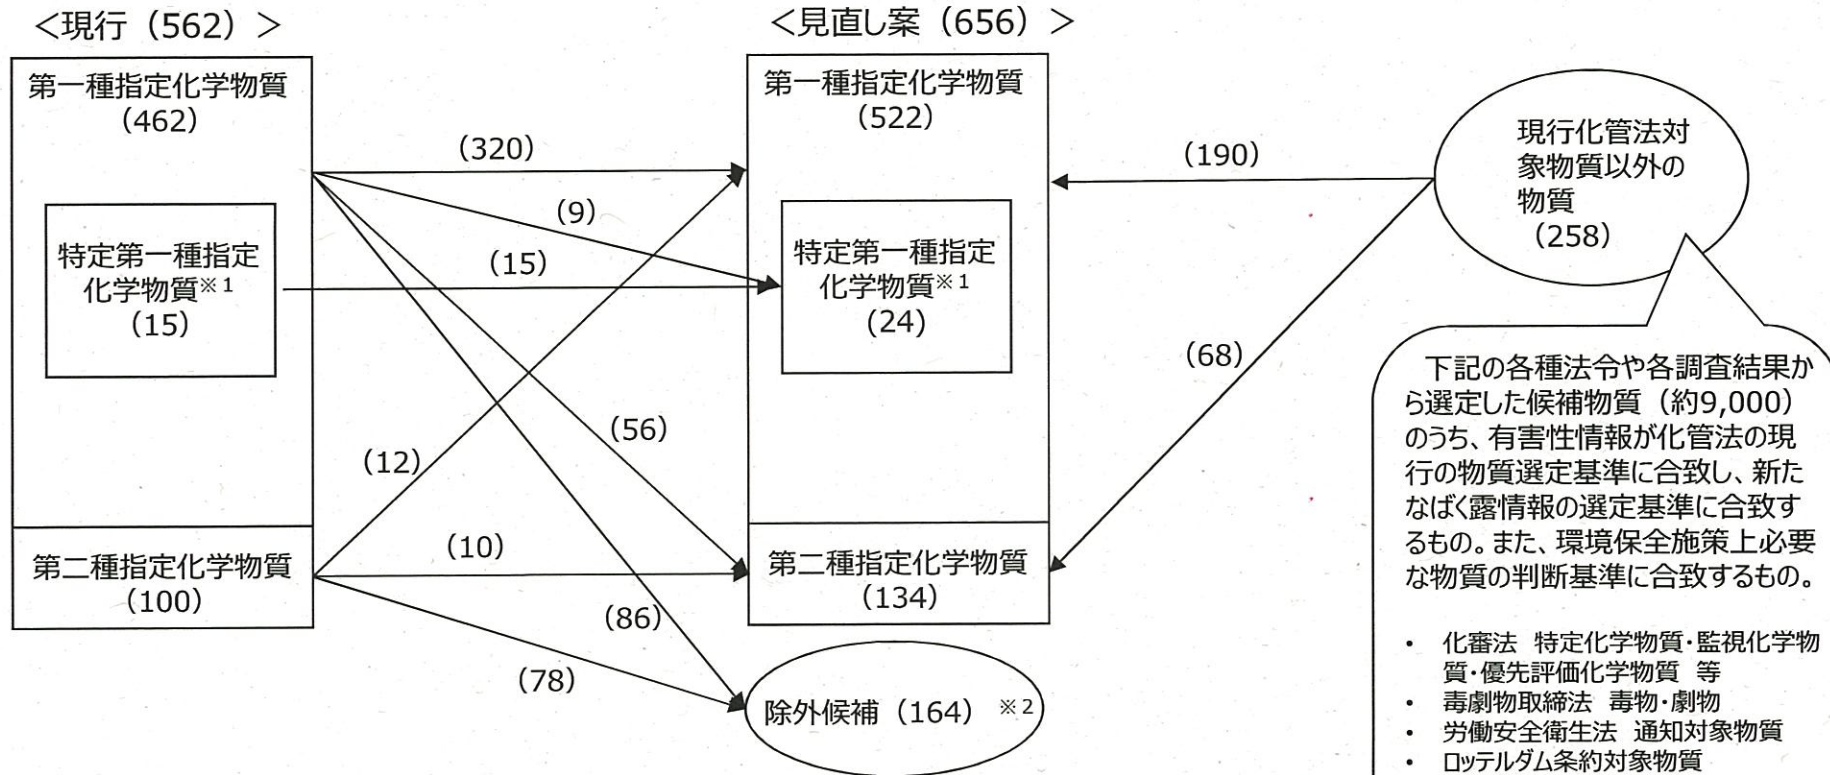 ＜現行（562）＞
第一種指定化学物質
（462）
特定第一種指定
化学物質※1
（15）
第二種指定化学物質
（100）
（320）
（9）
（15）
（56）
（12）
（10）
（86）
（78）
＜見直し案（656）＞
第一種指定化学物質
（522）
特定第一種指定
化学物質※1
（24）
第二種指定化学物質
（134）
除外候補（164）※2
（190）
（68）
現行化管法対
象物質以外の
物質
（258）
下記の各種法令や各調査結果か
ら選定した候補物質（約9,000）
のうち、有害性情報が化管法の現
行の物質選定基準に合致し、新た
なばく露情報の選定基準に合致す
るもの。また、環境保全施策上必要
な物質の判断基準に合致するもの。
・ 化審法 特定化学物質・監視化学物
質・優先評価化学物質 等
・ 毒劇物取締法 毒物・劇物
・ 労働安全衛生法 通知対象物質
・ ロッテルダム条約対象物質